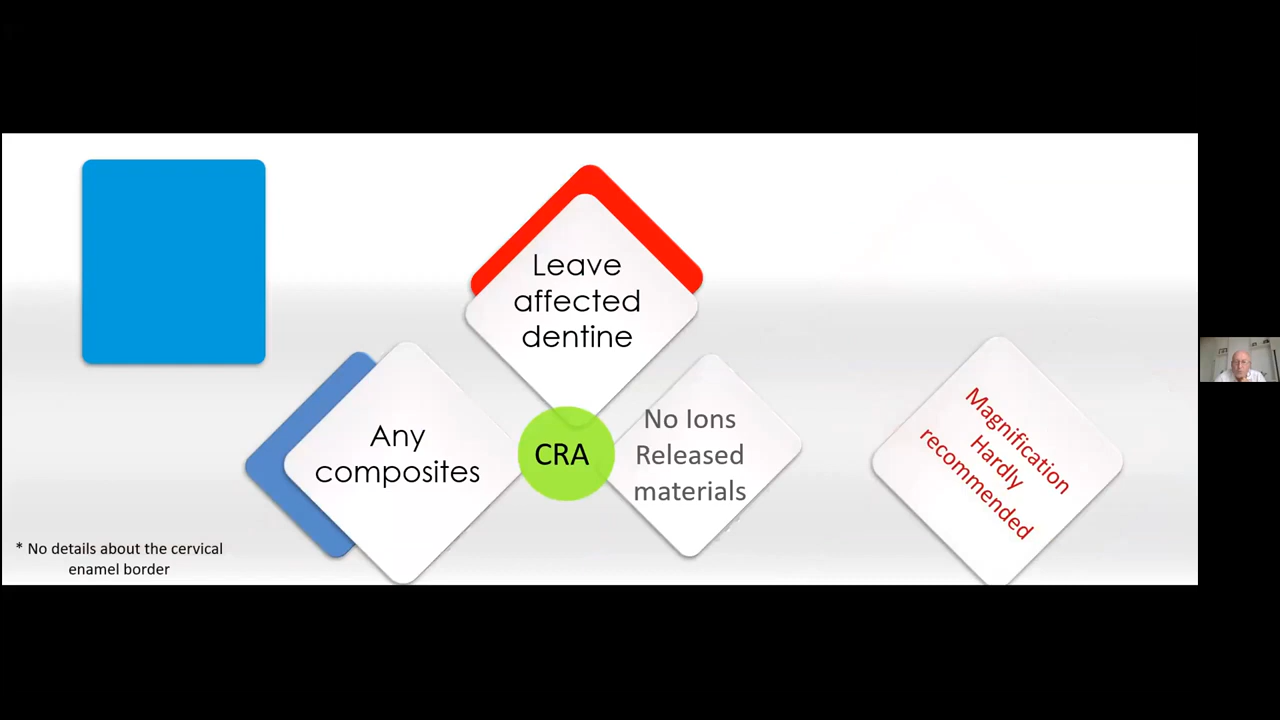 Leave
affected
dentine
Any
composites
CRA
No Ions
Released
materials
Magnification
Hardly
recommended
* No details about the cervical
enamel border